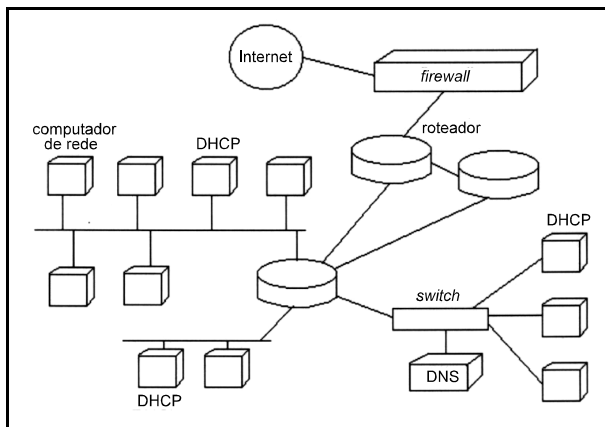 Internet
firewall
roteador
computador
de rede
DHCP
DHCP
switch
DNS
DHCP